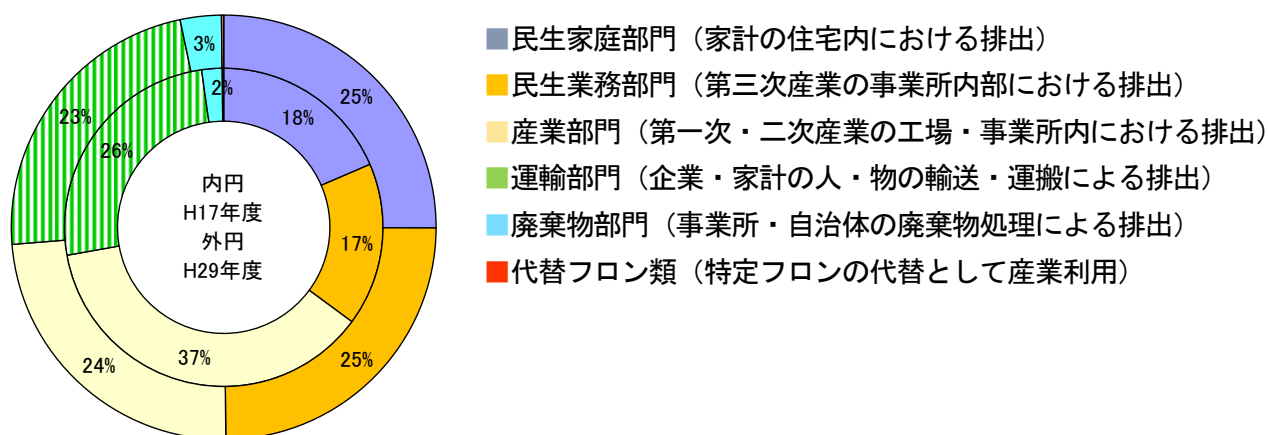 3%
2%
25%
18%
23%
26%
17%
37%
24%
25%
内円
H17年度
外円
H29年度
民生家庭部門（家計の住宅内における排出）
民生業務部門（第三次産業の事業所内部における排出）
産業部門（第一次・二次産業の工場・事業所内における排出）
運輸部門（企業・家計の人・物の輸送・運搬による排出）
廃棄物部門（事業所・自治体の廃棄物処理による排出）
代替フロン類（特定フロンの代替として産業利用）